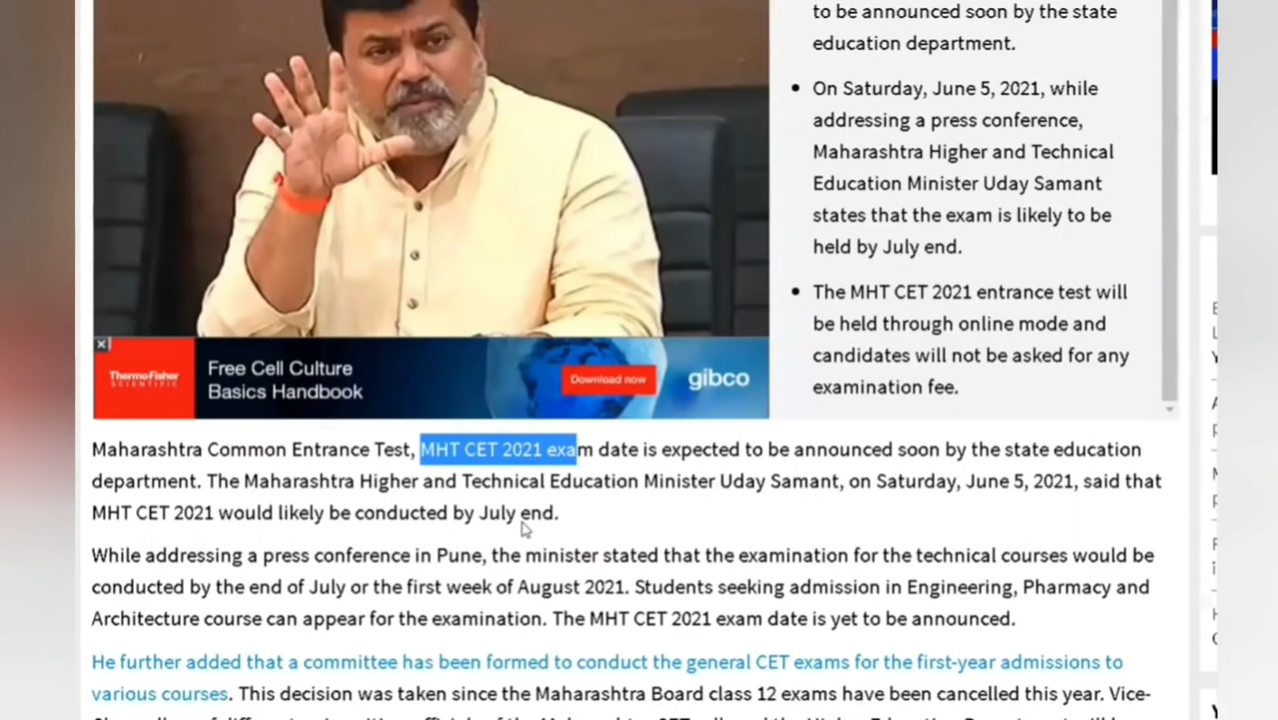 to be announced soon by the state
education department.
On Saturday, June 5, 2021, while
addressing a press conference,
Maharashtra Higher and Technical
Education Minister Uday Samant
states that the exam is likely to be
held by July end.
The MHT CET 2021 entrance test will
be held through online mode and
candidates will not be asked for any
examination fee.
ThermoFisher
SCIENTIFIC
Free Cell Culture
Basics Handbook
Download now
gibco
Maharashtra Common Entrance Test, MHT CET 2021 exam date is expected to be announced soon by the state education
department. The Maharashtra Higher and Technical Education Minister Uday Samant, on Saturday, June 5, 2021, said that
MHT CET 2021 would likely be conducted by July end.
While addressing a press conference in Pune, the minister stated that the examination for the technical courses would be
conducted by the end of July or the first week of August 2021. Students seeking admission in Engineering, Pharmacy and
Architecture course can appear for the examination. The MHT CET 2021 exam date is yet to be announced.
He further added that a committee has been formed to conduct the general CET exams for the first-year admissions to
various courses. This decision was taken since the Maharashtra Board class 12 exams have been cancelled this year. Vice-